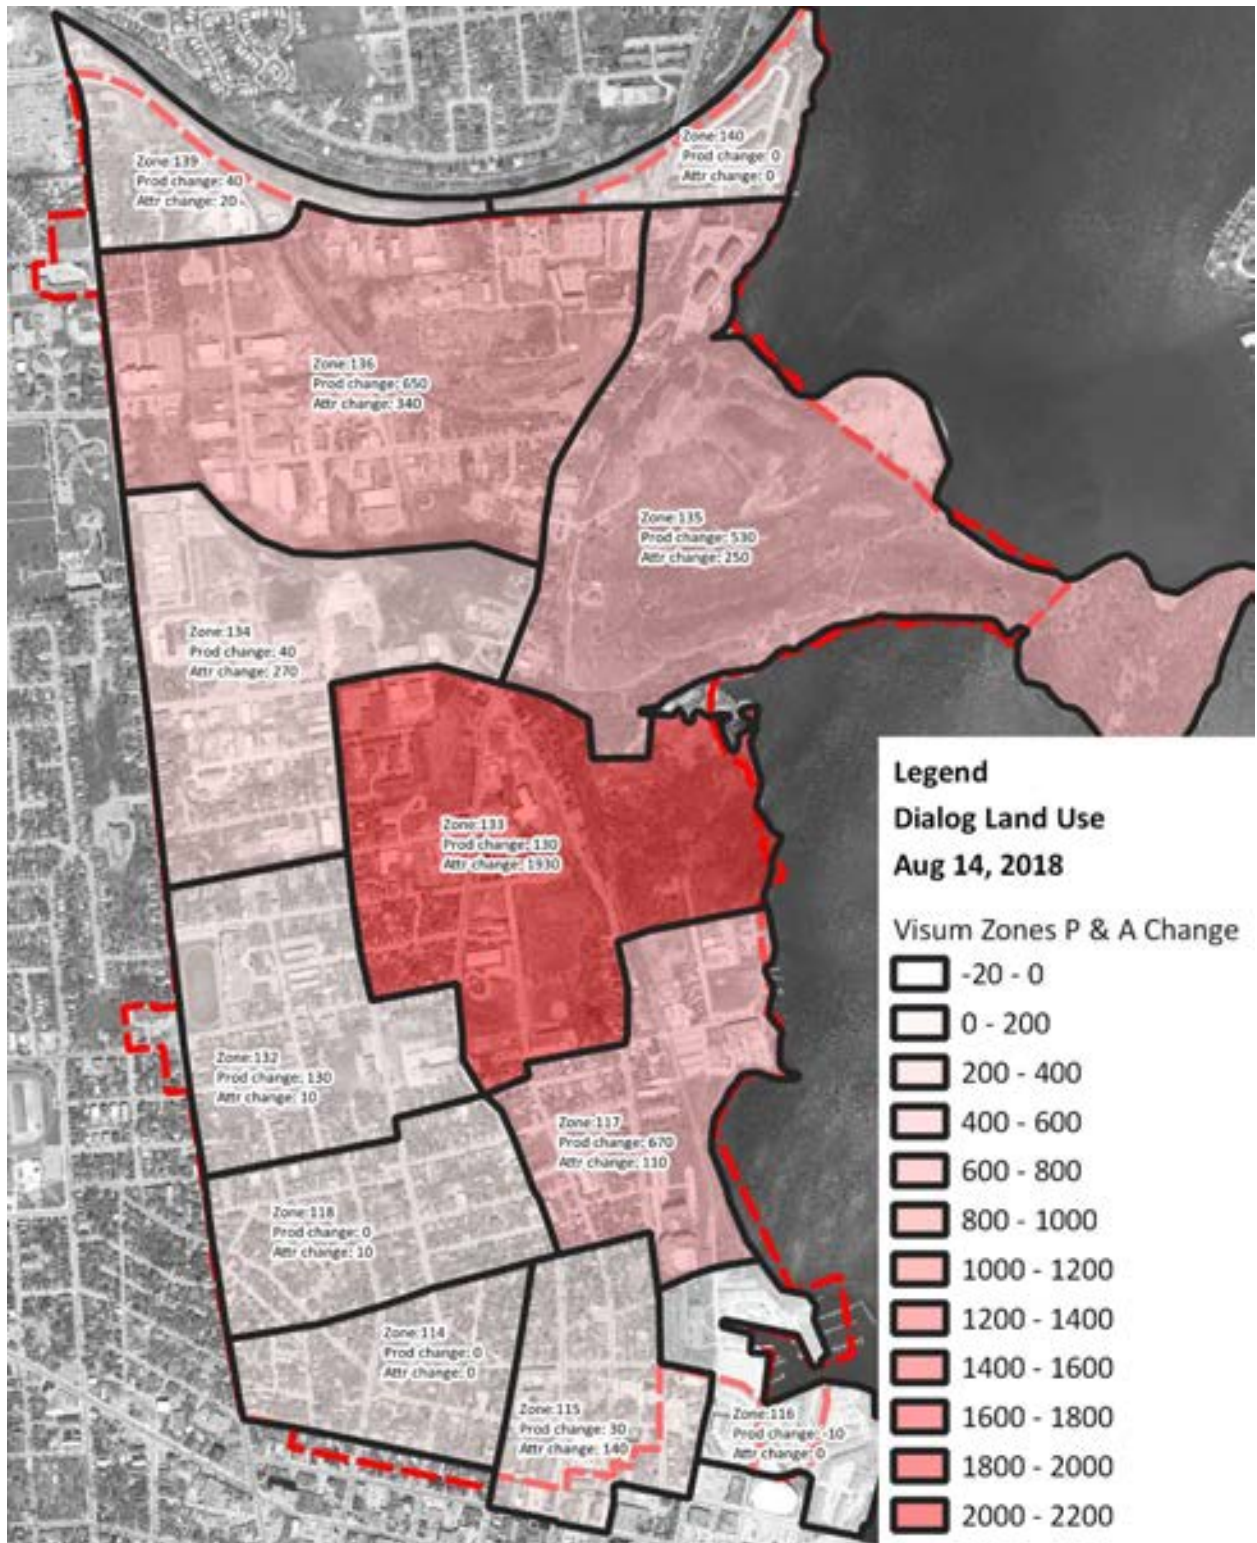 Zone:140
Prod change: 0
Attr change: 0
Zone:139
Prod change: 40
Attr change: 20
Zone:136
Prod change: 650
Attr change: 340
Zone:135
Prod change: 530
Attr change: 250
Zone:134
Prod change: 40
Attr change: 270
Zone:133
Prod change: 130
Attr change: 1930
Zone:132
Prod change: 130
Attr change: 10
Zone:117
Prod change: 670
Attr change: 110
Zone:118
Prod change: 0
Attr change: 10
Zone:114
Prod change: 0
Attr change: 0
Zone:115
Prod change: 30
Attr change: 140
Zone:116
Prod change: -10
Attr change: 0
Legend
Dialog Land Use
Aug 14, 2018
Visum Zones P & A Change
-20 - 0
0 - 200
200 - 400
400 - 600
600 - 800
800 - 1000
1000 - 1200
1200 - 1400
1400 - 1600
1600 - 1800
1800 - 2000
2000 - 2200